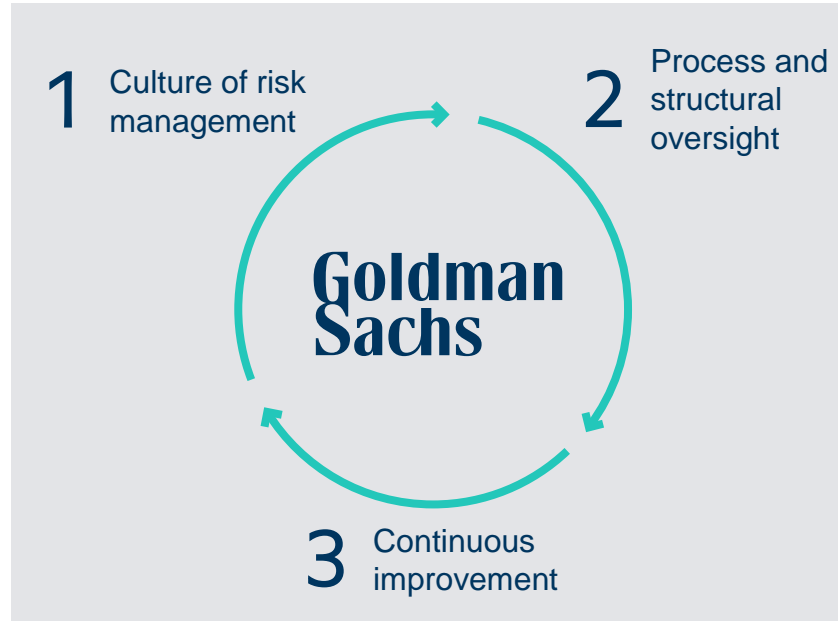 1 Culture of risk
management
2 Process and
structural
oversight
Goldman
Sachs
3 Continuous
improvement